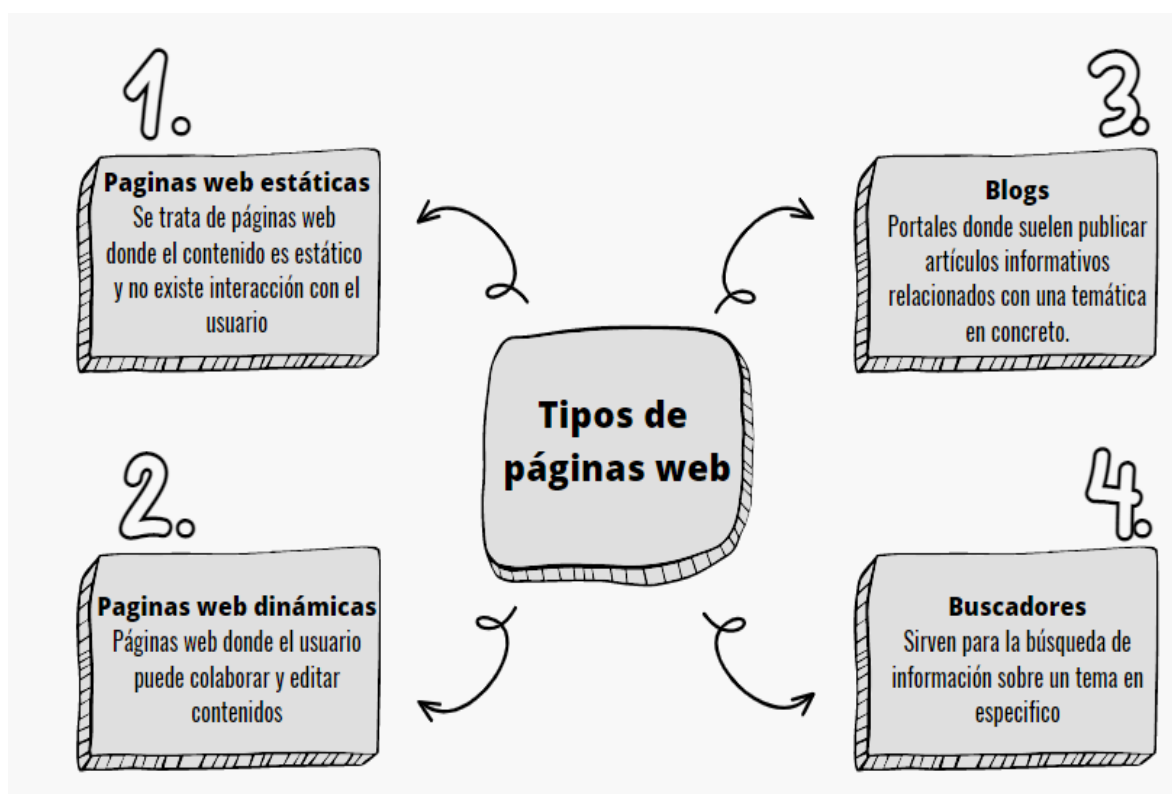 1.
Paginas web estáticas
Se trata de páginas web
donde el contenido es estático
y no existe interacción con el
usuario
2.
Paginas web dinámicas
Páginas web donde el usuario
puede colaborar y editar
contenidos
Tipos de
páginas web
3.
Blogs
Portales donde suelen publicar
artículos informativos
relacionados con una temática
en concreto.
4.
Buscadores
Sirven para la búsqueda de
información sobre un tema en
especifico